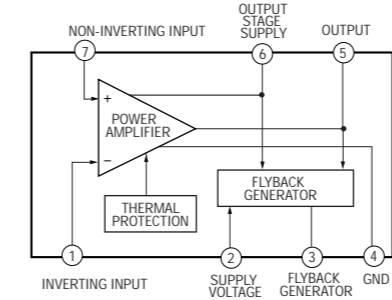 OUTPUT
STAGE
SUPPLY
NON-INVERTING INPUT
OUTPUT
7
6
5
+
POWER
AMPLIFIER
−
FLYBACK
GENERATOR
THERMAL
PROTECTION
1
2
3
4
INVERTING INPUT
SUPPLY
VOLTAGE
FLYBACK
GENERATOR
GND